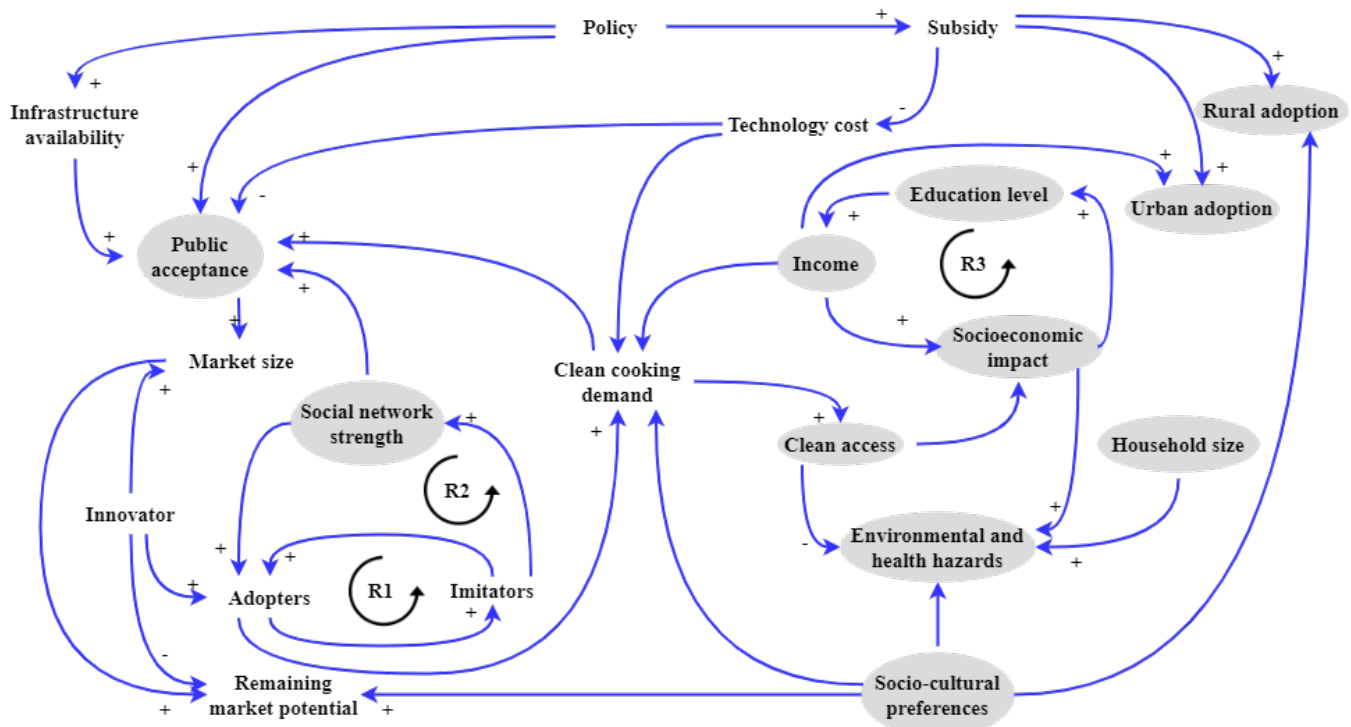 Policy
+
Subsidy
+
+
Infrastructure
availability
-
Technology cost
Rural adoption
+
+
+
-
Education level
+
+
Urban adoption
+
+
Public
acceptance
+
Income
R3
+
+
+
Socioeconomic
impact
Market size
+
Clean cooking
demand
Social network
strength
+
+
+
Clean access
Household size
R2
Innovator
+
Environmental and
health hazards
-
+
+
+
+
Adopters
R1
Imitators
+
-
Remaining
market potential
+
+
Socio-cultural
preferences